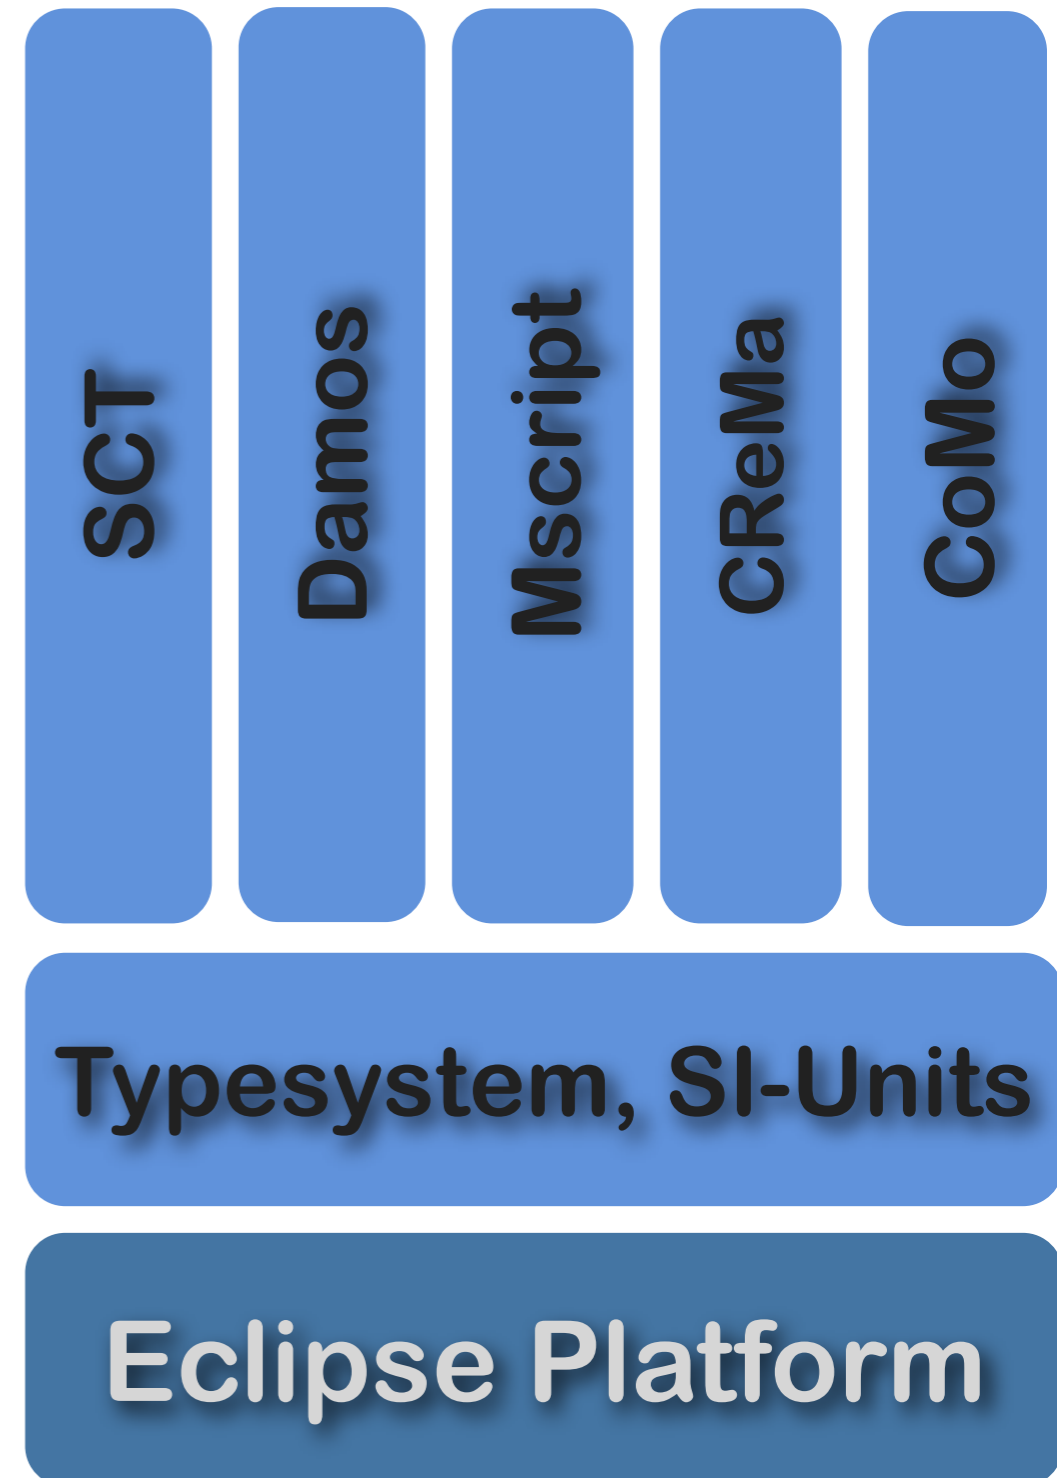 SCT
Damos
Mscript
CReMa
CoMo
Typesystem, SI-Units
Eclipse Platform